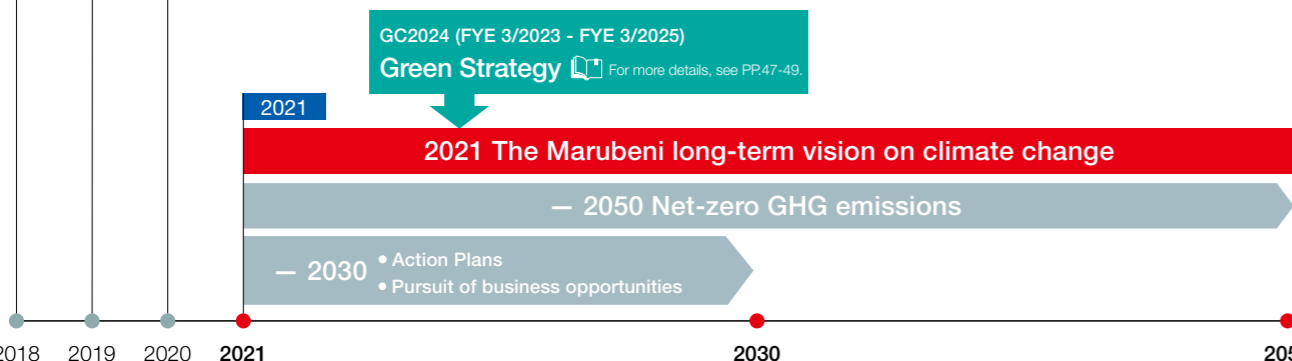 GC2024 (FYE 3/2023 - FYE 3/2025)
Green Strategy For more details, see PP.47-49.
2021
2021 The Marubeni long-term vision on climate change
— 2050 Net-zero GHG emissions
— 2030
• Action Plans
• Pursuit of business opportunities
2018 2019 2020 2021 2030